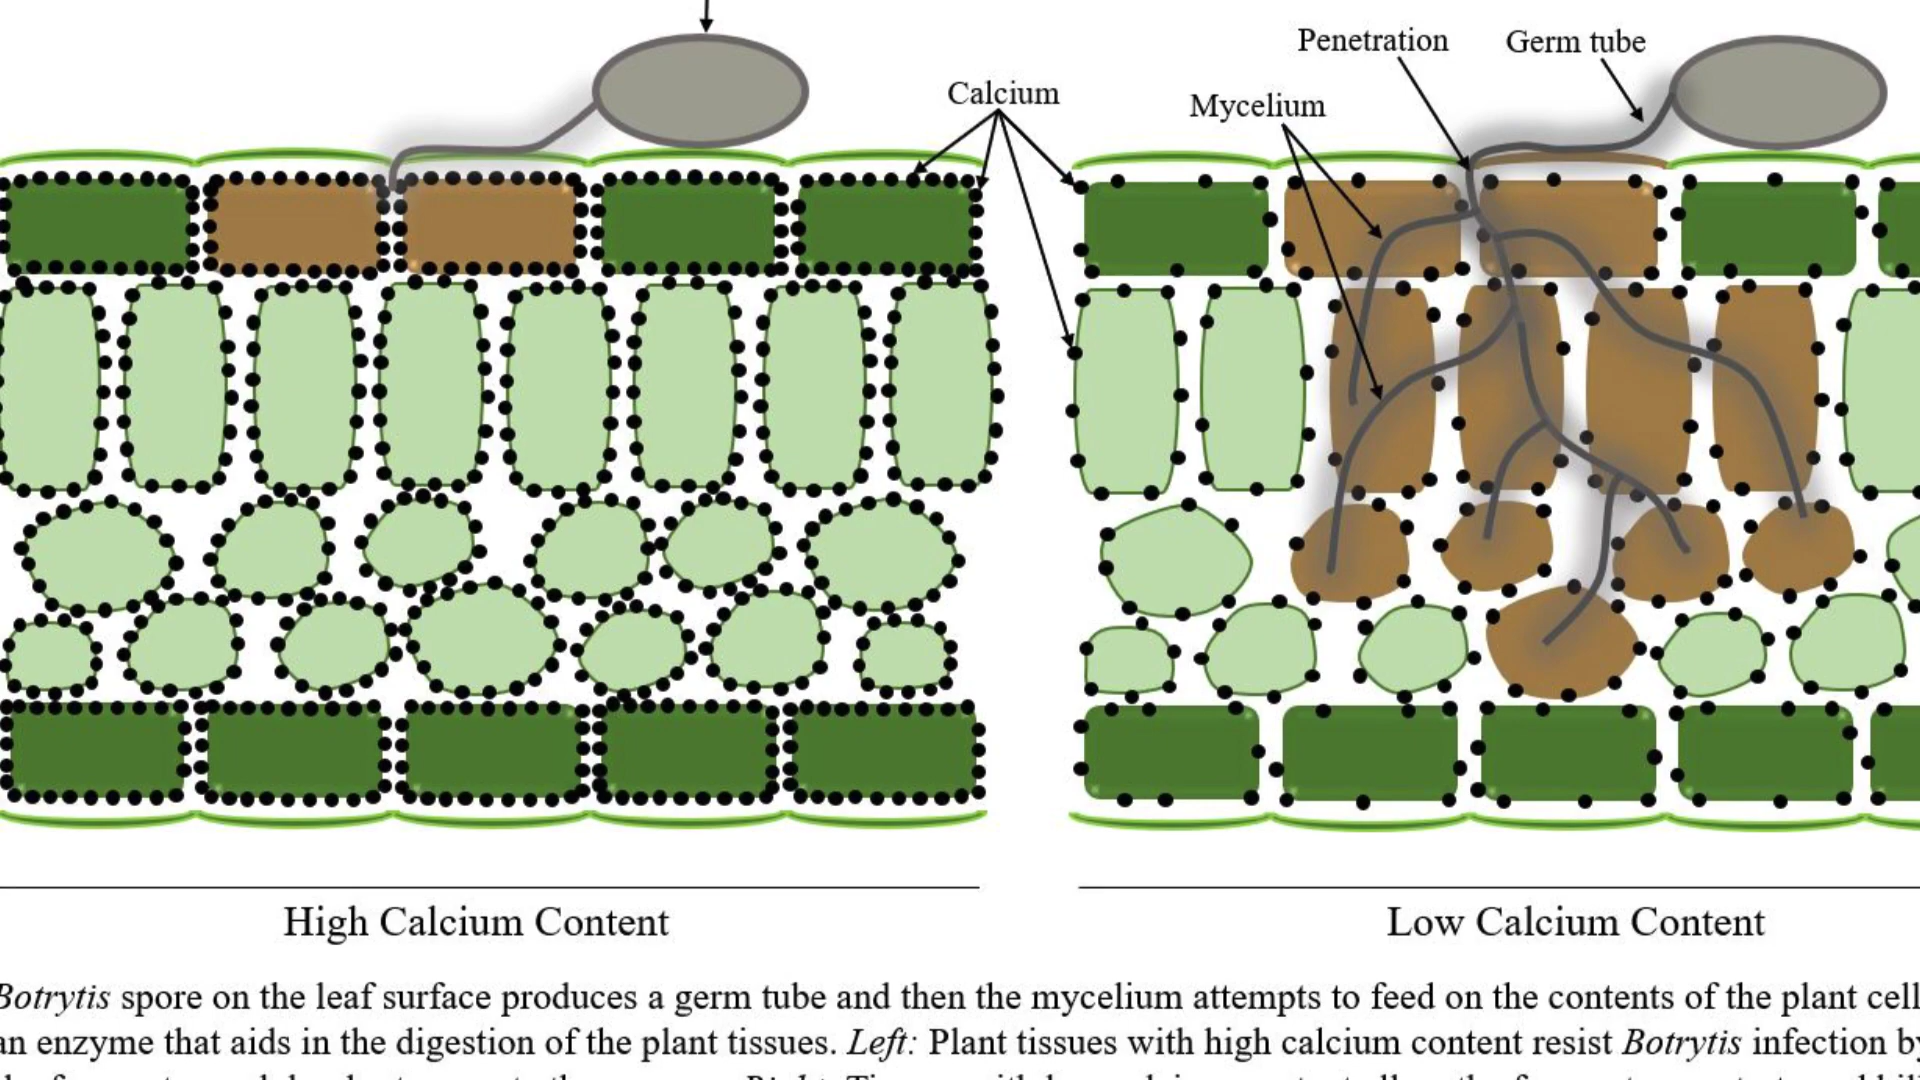 Penetration
Germ tube
Calcium
Mycelium
High Calcium Content
Low Calcium Content
Botrytis spore on the leaf surface produces a germ tube and then the mycelium attempts to feed on the contents of the plant cell
an enzyme that aids in the digestion of the plant tissues. Left: Plant tissues with high calcium content resist Botrytis infection by